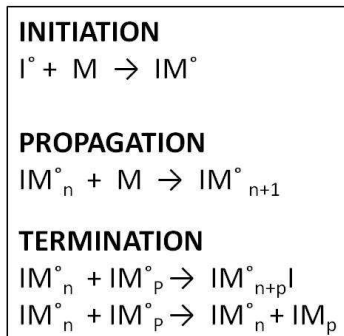 INITIATION
I° + M → IM°
PROPAGATION
IM°n + M → IM° n+1
TERMINATION
IM°n + IM°P → IM°n+pI
IM°n + IM°P → IM°n + IMp